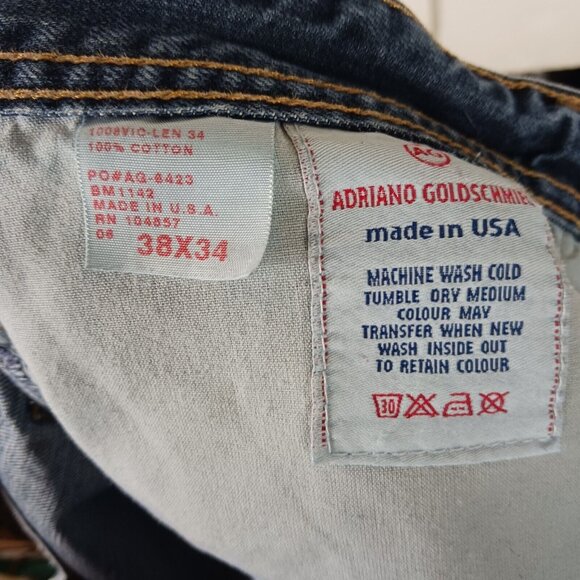 1008VIC-LEN 34
100% COTTON
PO#AG-6423
BM1142
MADE IN U.S.A.
RN 104857
06
38X34
AG
ADRIANO GOLDSCHMIE
made in USA
MACHINE WASH COLD
TUMBLE DRY MEDIUM
COLOUR MAY
TRANSFER WHEN NEW
WASH INSIDE OUT
TO RETAIN COLOUR
30